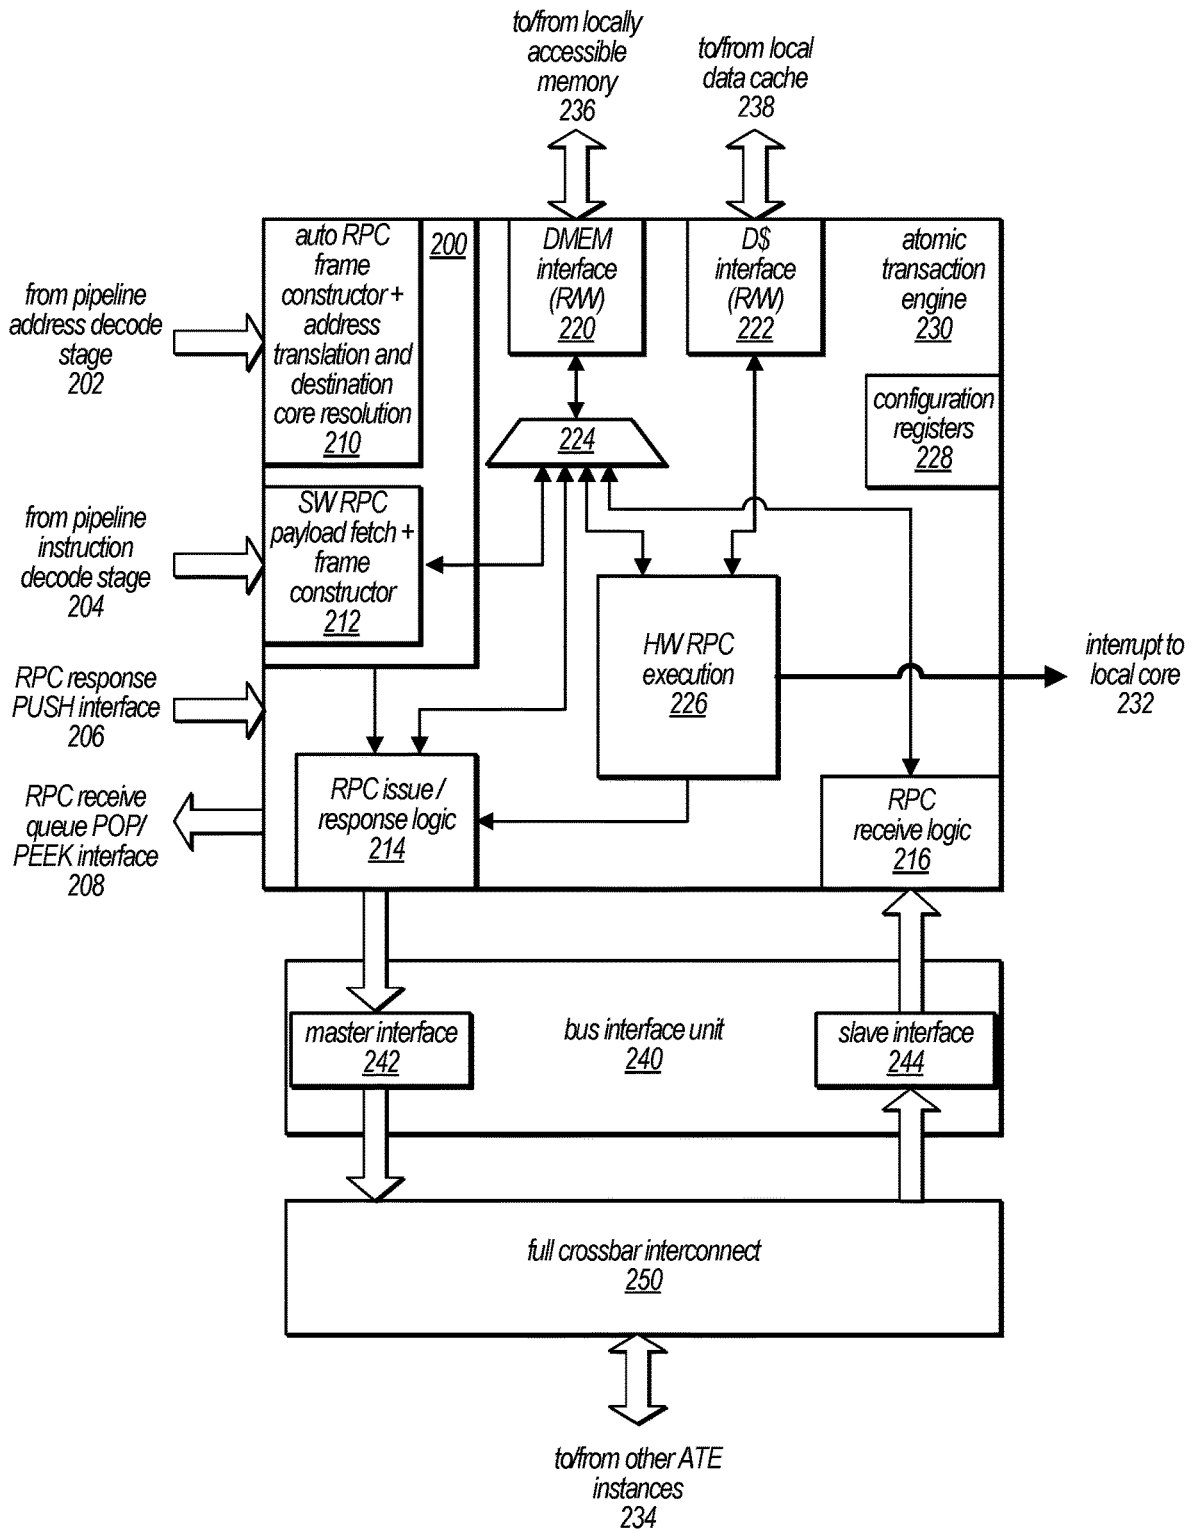 to/from locally
accessible
memory
236
to/from local
data cache
238
from pipeline
address decode
stage
202
auto RPC
frame
constructor +
address
translation and
destination
core resolution
210
200
DMEM
interface
(R/W)
220
D$
interface
(R/W)
222
atomic
transaction
engine
230
224
configuration
registers
228
from pipeline
instruction
decode stage
204
SW RPC
payload fetch +
frame
constructor
212
HW RPC
execution
226
interrupt to
local core
232
RPC response
PUSH interface
206
RPC receive
queue POP/
PEEK interface
208
RPC issue /
response logic
214
RPC
receive logic
216
master interface
242
bus interface unit
240
slave interface
244
full crossbar interconnect
250
to/from other ATE
instances
234